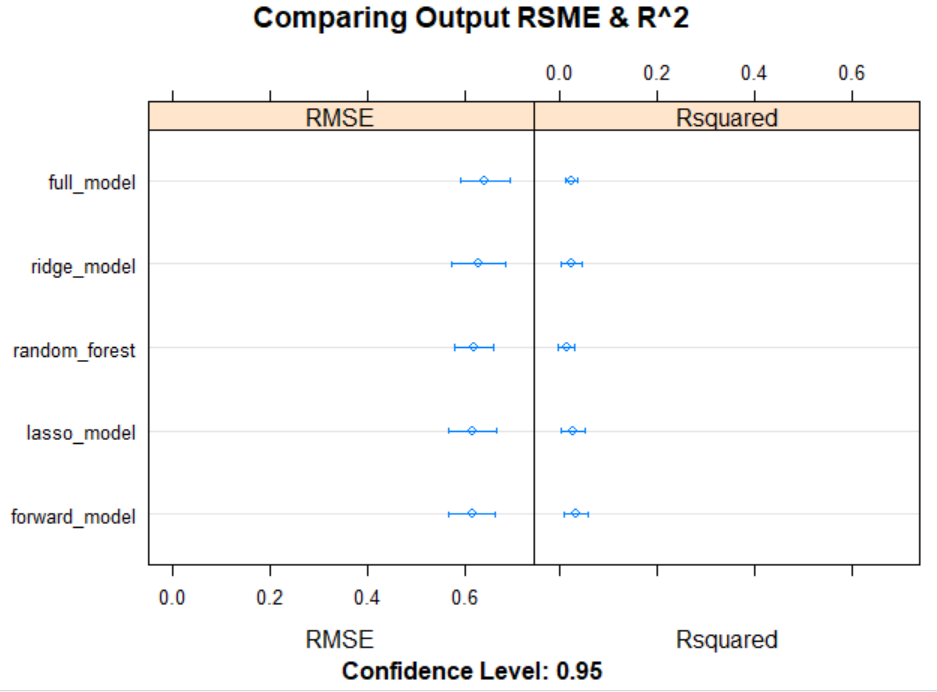 Comparing Output RSME & R^2
0.0 0.2 0.4 0.6
RMSE Rsquared
full_model
ridge_model
random_forest
lasso_model
forward_model
0.0 0.2 0.4 0.6
RMSE Rsquared
Confidence Level: 0.95